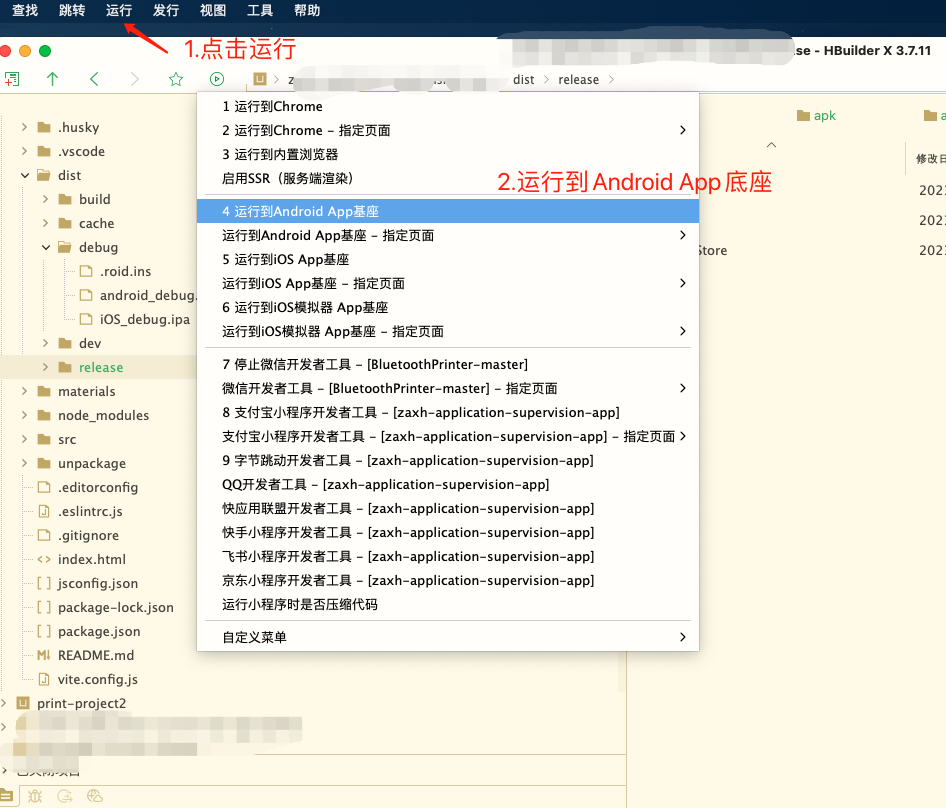 查找 跳转 运行 发行 视图 工具 帮助
1.点击运行
se - HBuilder X 3.7.11
dist
release
1 运行到Chrome
2 运行到Chrome - 指定页面
3 运行到内置浏览器
启用SSR（服务端渲染）
2.运行到Android App底座
4 运行到Android App基座
运行到Android App基座 - 指定页面
5 运行到iOS App基座
运行到iOS App基座 - 指定页面
6 运行到iOS模拟器 App基座
运行到iOS模拟器 App基座 - 指定页面
7 停止微信开发者工具 - [BluetoothPrinter-master]
微信开发者工具 - [BluetoothPrinter-master] - 指定页面
8 支付宝小程序开发者工具 - [zaxh-application-supervision-app]
支付宝小程序开发者工具 - [zaxh-application-supervision-app] - 指定页面
9 字节跳动开发者工具 - [zaxh-application-supervision-app]
QQ开发者工具 - [zaxh-application-supervision-app]
快应用联盟开发者工具 - [zaxh-application-supervision-app]
快手小程序开发者工具 - [zaxh-application-supervision-app]
飞书小程序开发者工具 - [zaxh-application-supervision-app]
京东小程序开发者工具 - [zaxh-application-supervision-app]
运行小程序时是否压缩代码
自定义菜单
.husky
.vscode
dist
build
cache
debug
.roid.ins
android_debug.
iOS_debug.ipa
dev
release
materials
node_modules
src
unpackage
.editorconfig
.eslintrc.js
.gitignore
index.html
jsconfig.json
package-lock.json
package.json
README.md
vite.config.js
print-project2
apk
修改日
202
202
Store
202